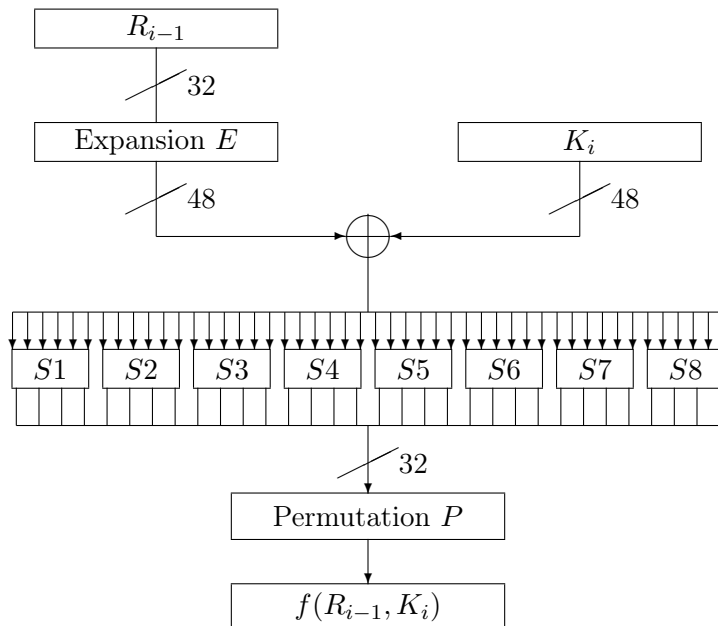 R_{i−1}
32
Expansion E
K_i
48
48
S1 S2 S3 S4 S5 S6 S7 S8
32
Permutation P
f(R_{i−1}, K_i)